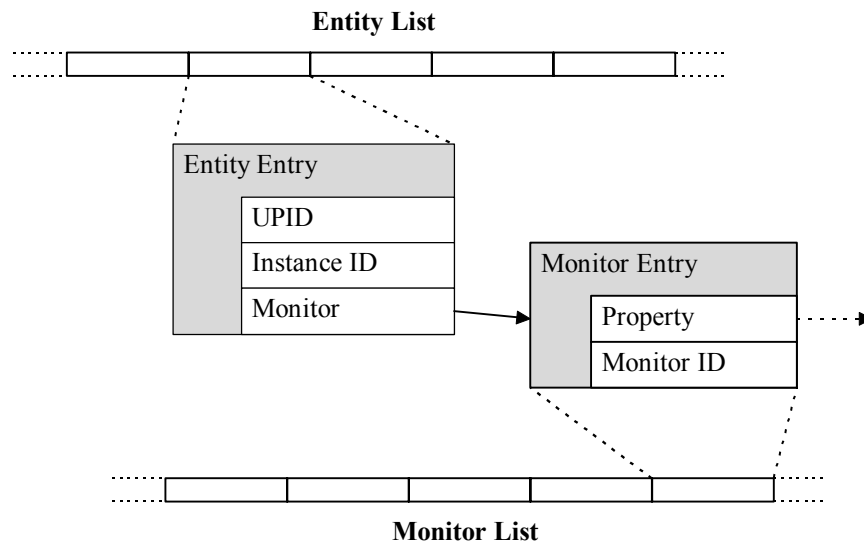 Entity List
Entity Entry
UPID
Instance ID
Monitor
Monitor Entry
Property
Monitor ID
Monitor List